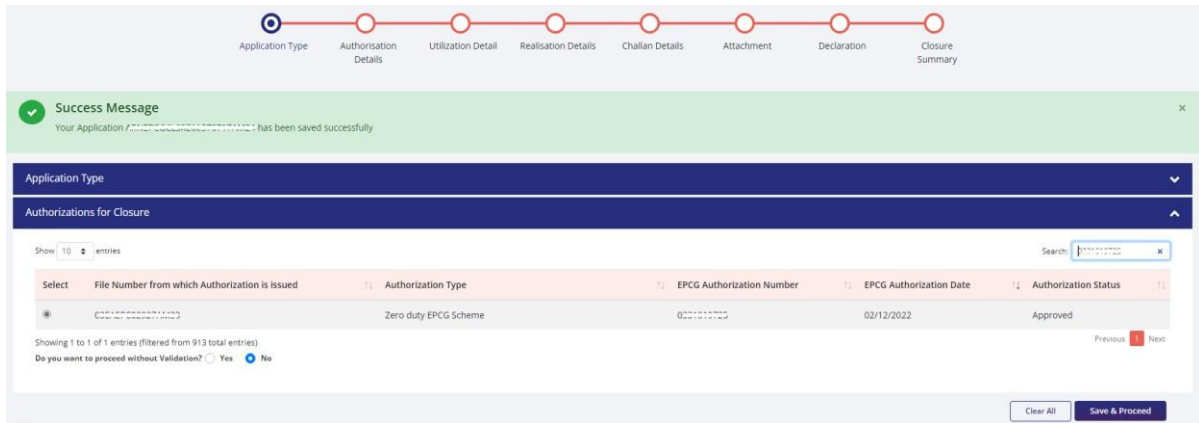 Application Type
Authorisation Details
Utilization Detail
Realisation Details
Challan Details
Attachment
Declaration
Closure Summary
Success Message
Your Application has been saved successfully
Application Type
Authorizations for Closure
Show 10 entries
Search:
Select File Number from which Authorization is issued Authorization Type EPCG Authorization Number EPCG Authorization Date Authorization Status
Zero duty EPCG Scheme 02/12/2022 Approved
Showing 1 to 1 of 1 entries (filtered from 913 total entries)
Previous 1 Next
Do you want to proceed without Validation? Yes No
Clear All Save & Proceed